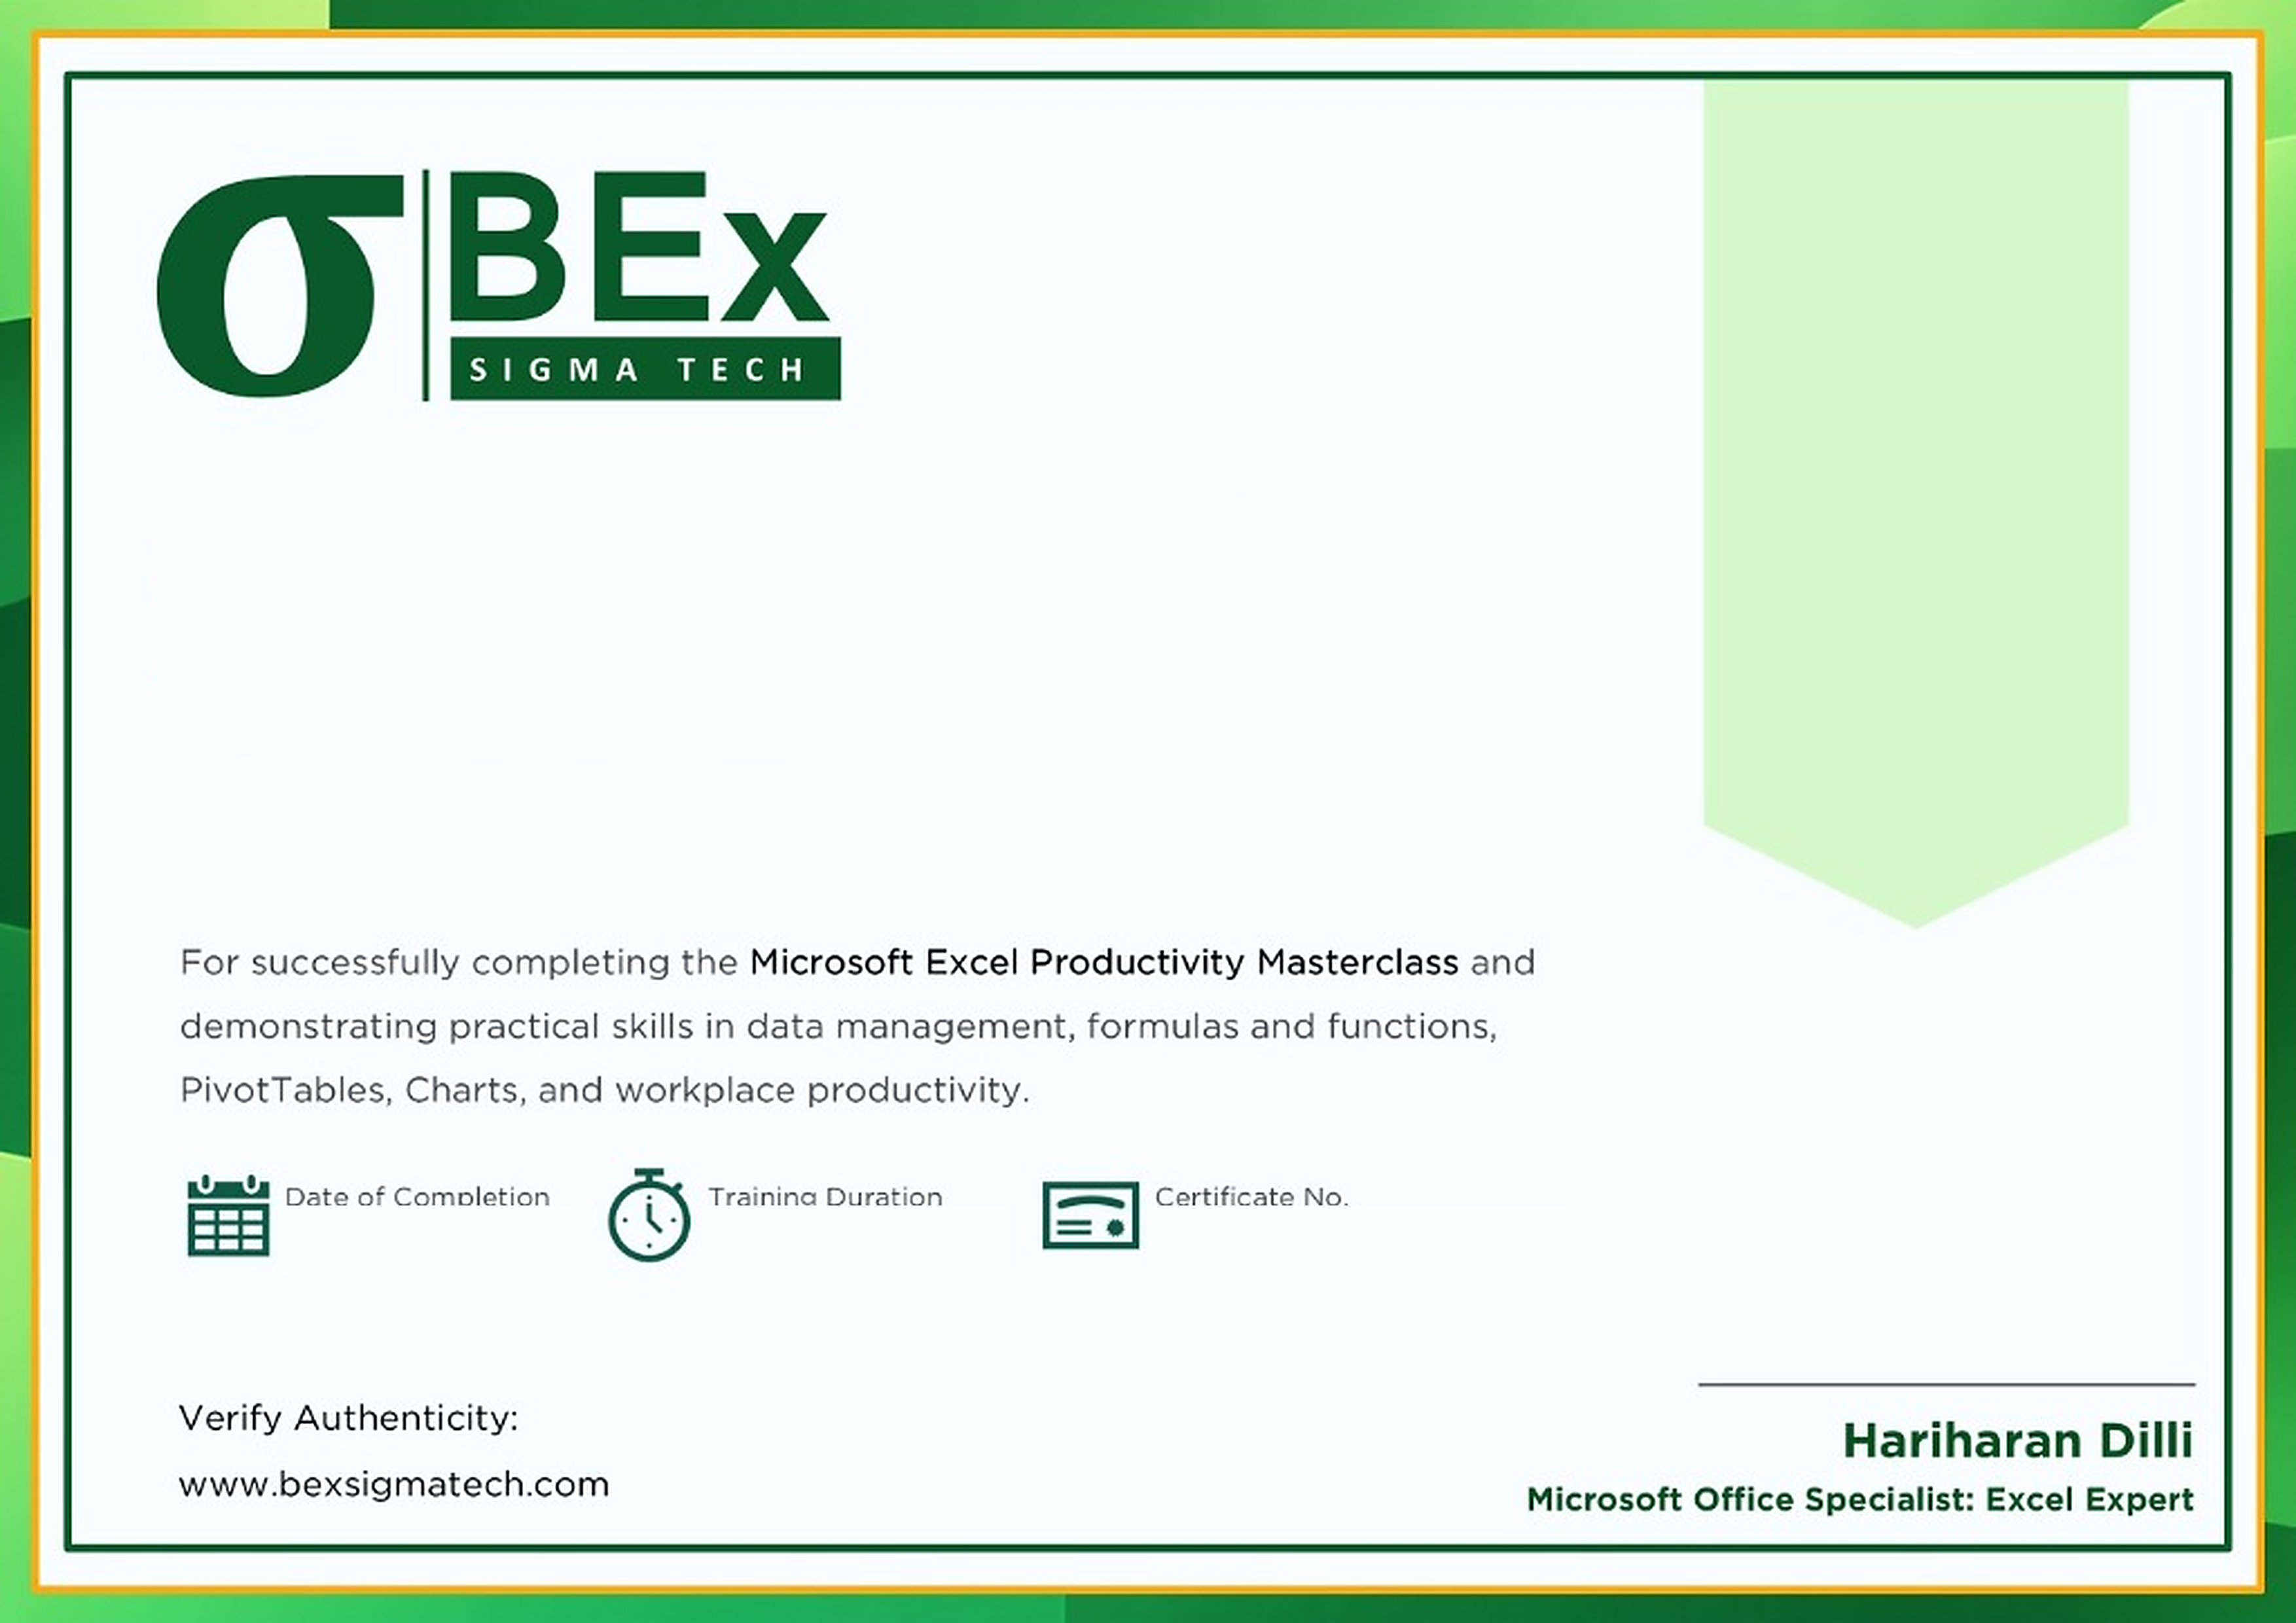 σ BEx
SIGMA TECH
For successfully completing the Microsoft Excel Productivity Masterclass and
demonstrating practical skills in data management, formulas and functions,
PivotTables, Charts, and workplace productivity.
Date of Completion
Training Duration
Certificate No.
Verify Authenticity:
www.bexsigmatech.com
Hariharan Dilli
Microsoft Office Specialist: Excel Expert